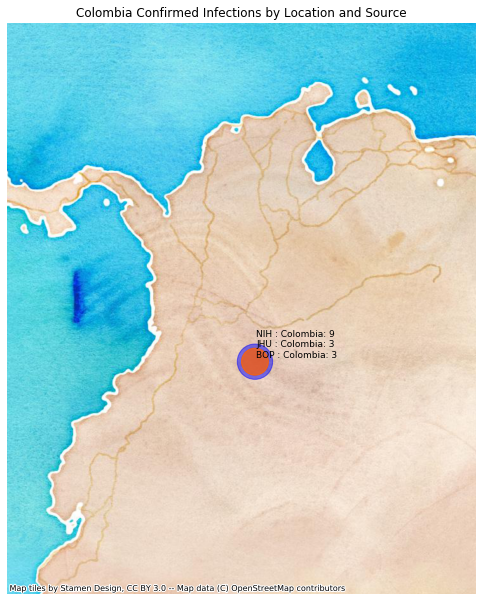 Colombia Confirmed Infections by Location and Source
NIH : Colombia: 9
JHU : Colombia: 3
BOP : Colombia: 3
Map tiles by Stamen Design, CC BY 3.0 -- Map data (C) OpenStreetMap contributors